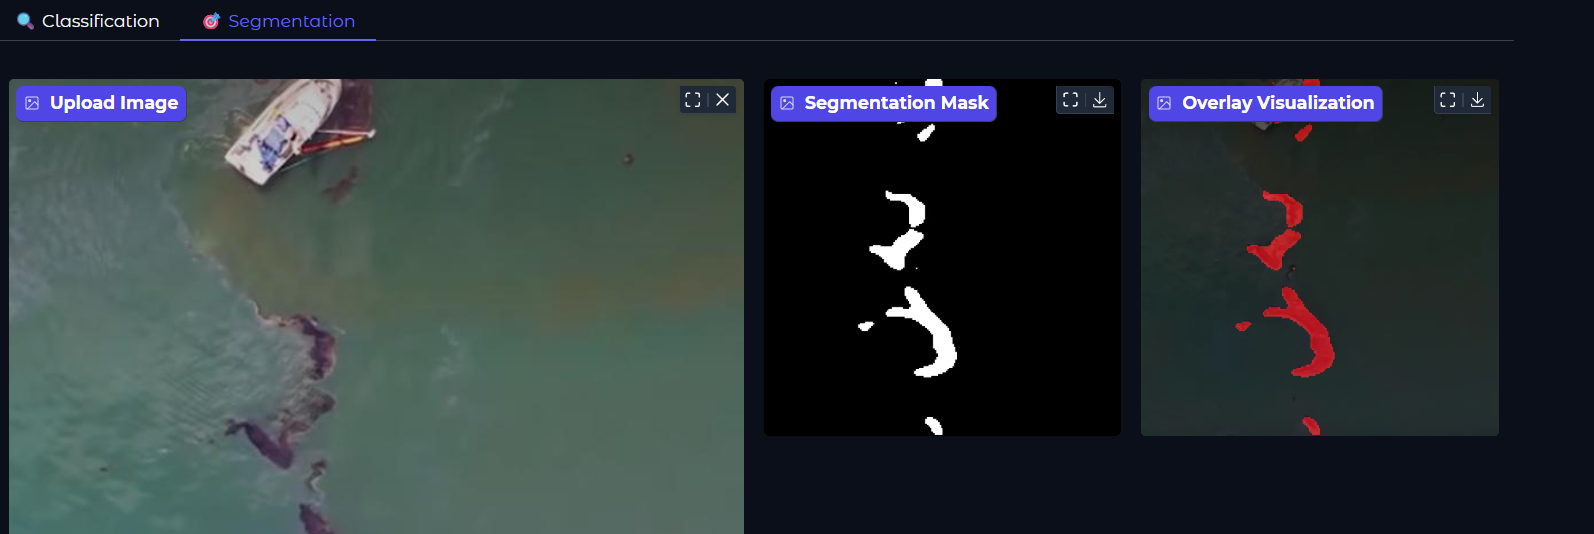 Classification
Segmentation
Upload Image
Segmentation Mask
Overlay Visualization